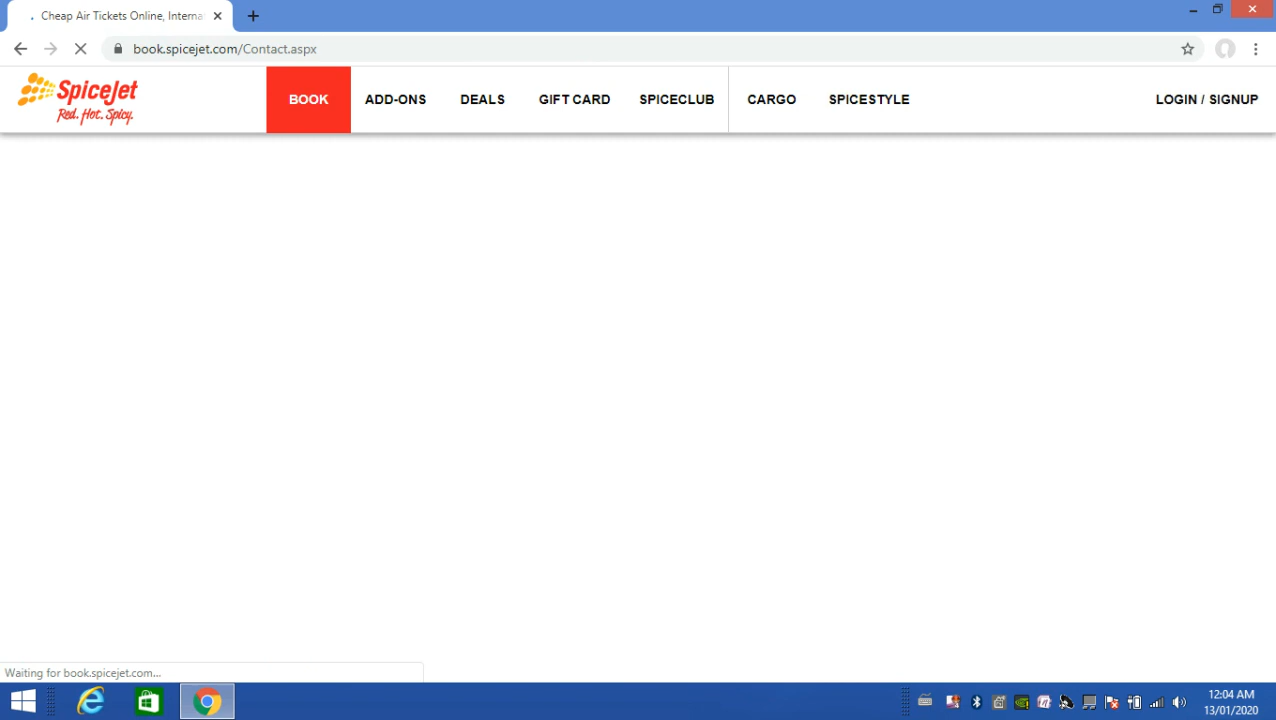 Cheap Air Tickets Online, Interna
book.spicejet.com/Contact.aspx
SpiceJet
Red. Hot. Spicy.
BOOK ADD-ONS DEALS GIFT CARD SPICECLUB CARGO SPICESTYLE LOGIN / SIGNUP
Waiting for book.spicejet.com...
12:04 AM
13/01/2020